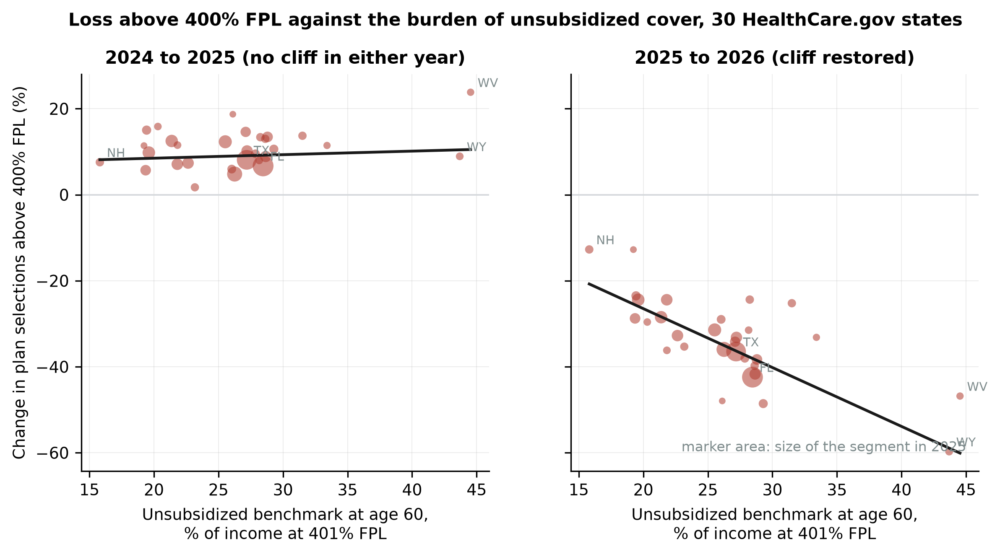 Loss above 400% FPL against the burden of unsubsidized cover, 30 HealthCare.gov states
2024 to 2025 (no cliff in either year)
Change in plan selections above 400% FPL (%)
20
0
−20
−40
−60
WV
NH
TX
FL
WY
15 20 25 30 35 40 45
Unsubsidized benchmark at age 60,
% of income at 401% FPL
2025 to 2026 (cliff restored)
NH
TX
FL
WV
WY
marker area: size of the segment in 2025
15 20 25 30 35 40 45
Unsubsidized benchmark at age 60,
% of income at 401% FPL